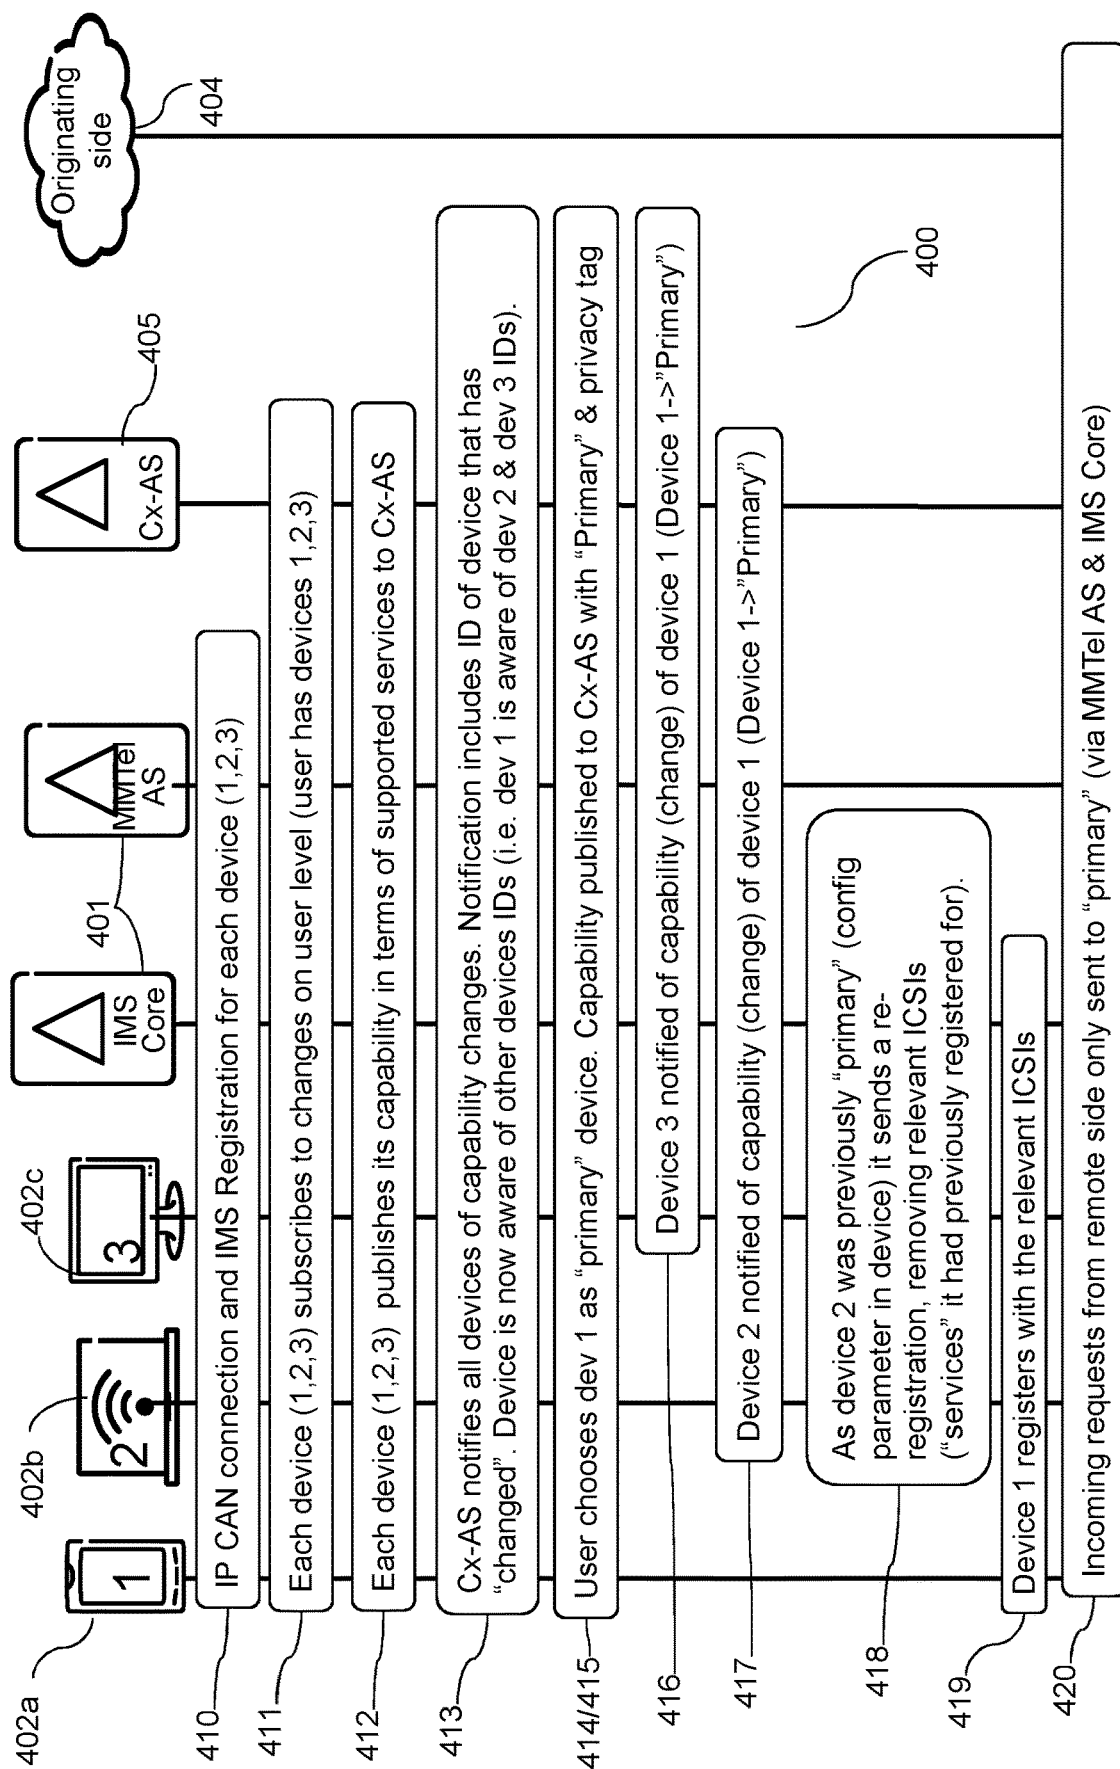 1
402a
2
402b
3
402c
IMS
Core
401
MMTel
AS
Cx-AS
405
Originating
side
404
IP CAN connection and IMS Registration for each device (1,2,3)
410
Each device (1,2,3) subscribes to changes on user level (user has devices 1,2,3)
411
Each device (1,2,3) publishes its capability in terms of supported services to Cx-AS
412
Cx-AS notifies all devices of capability changes. Notification includes ID of device that has
“changed”. Device is now aware of other devices IDs (i.e. dev 1 is aware of dev 2 & dev 3 IDs).
413
User chooses dev 1 as “primary” device. Capability published to Cx-AS with “Primary” & privacy tag
414/415
Device 3 notified of capability (change) of device 1 (Device 1->”Primary”)
416
Device 2 notified of capability (change) of device 1 (Device 1->”Primary”)
417
400
As device 2 was previously “primary” (config
parameter in device) it sends a re-
registration, removing relevant ICSIs
(“services” it had previously registered for).
418
Device 1 registers with the relevant ICSIs
419
Incoming requests from remote side only sent to “primary” (via MMTel AS & IMS Core)
420